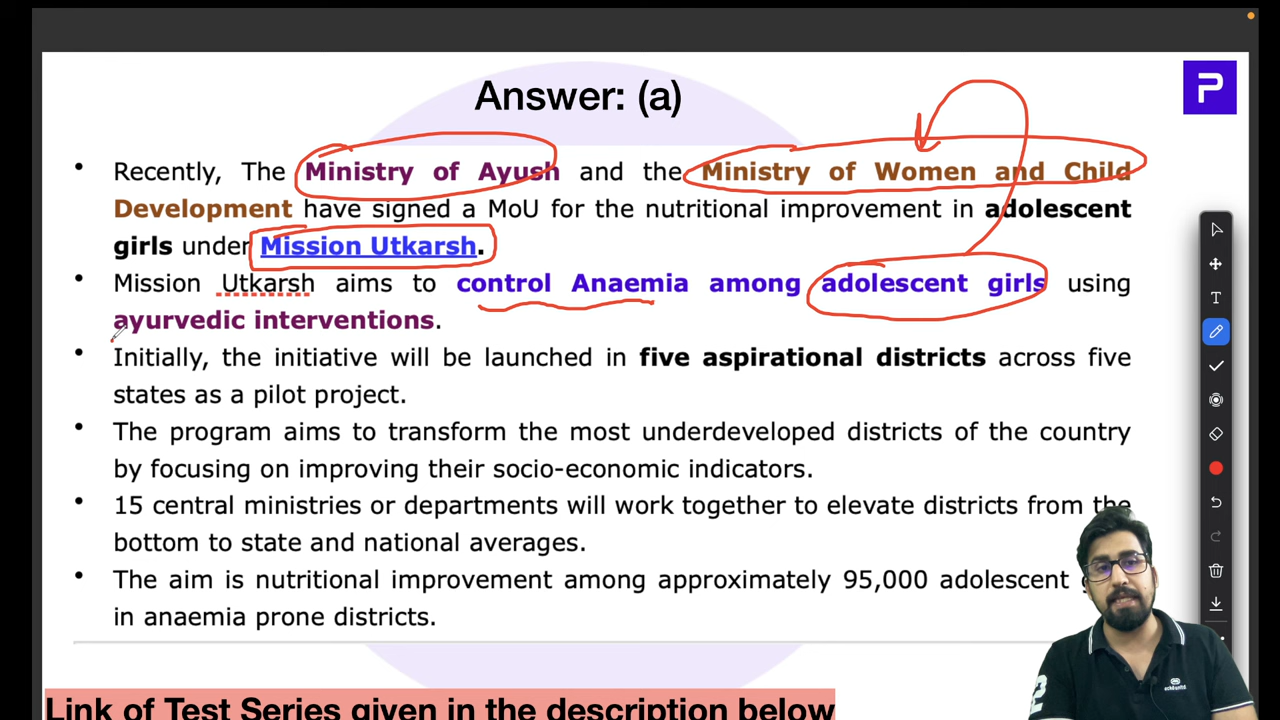 Answer: (a)
P
• Recently, The Ministry of Ayush and the Ministry of Women and Child
Development have signed a MoU for the nutritional improvement in adolescent
girls under Mission Utkarsh.
• Mission Utkarsh aims to control Anaemia among adolescent girls using
ayurvedic interventions.
• Initially, the initiative will be launched in five aspirational districts across five
states as a pilot project.
• The program aims to transform the most underdeveloped districts of the country
by focusing on improving their socio-economic indicators.
• 15 central ministries or departments will work together to elevate districts from the
bottom to state and national averages.
• The aim is nutritional improvement among approximately 95,000 adolescent
in anaemia prone districts.
Link of Test Series given in the description below
T